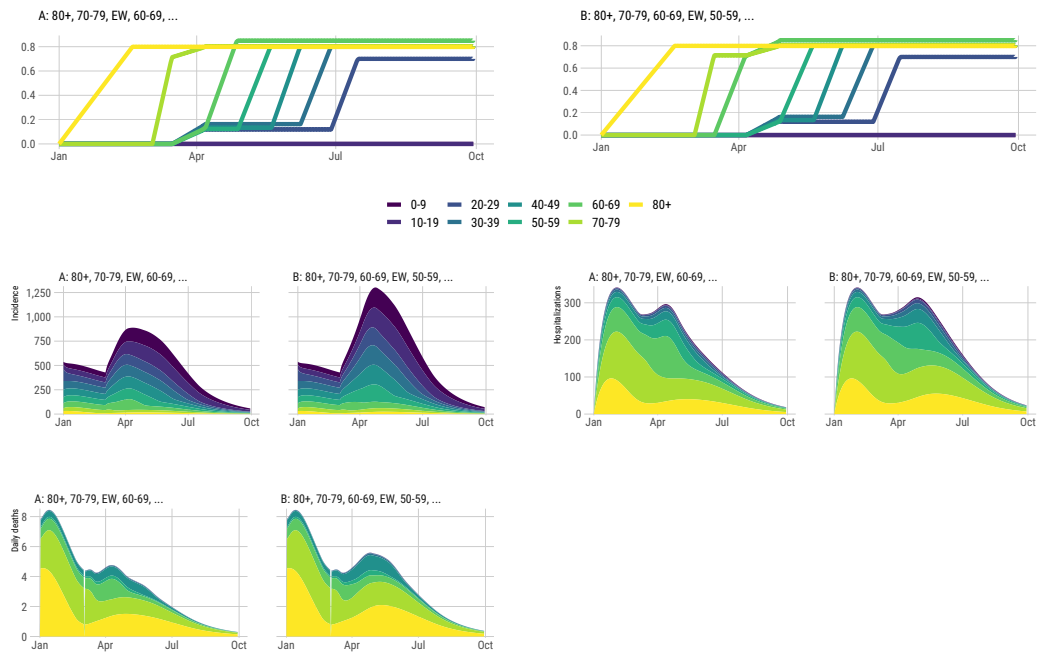 A: 80+, 70-79, EW, 60-69, ...
0.8
0.6
0.4
0.2
0.0
Jan Apr Jul Oct
B: 80+, 70-79, 60-69, EW, 50-59, ...
0.8
0.6
0.4
0.2
0.0
Jan Apr Jul Oct
0-9 20-29 40-49 60-69 80+
10-19 30-39 50-59 70-79
A: 80+, 70-79, EW, 60-69, ...
Incidence
1,250
1,000
750
500
250
0
Jan Apr Jul Oct
B: 80+, 70-79, 60-69, EW, 50-59, ...
Jan Apr Jul Oct
A: 80+, 70-79, EW, 60-69, ...
Hospitalizations
300
200
100
0
Jan Apr Jul Oct
B: 80+, 70-79, 60-69, EW, 50-59, ...
Jan Apr Jul Oct
A: 80+, 70-79, EW, 60-69, ...
Daily deaths
8
6
4
2
0
Jan Apr Jul Oct
B: 80+, 70-79, 60-69, EW, 50-59, ...
Jan Apr Jul Oct